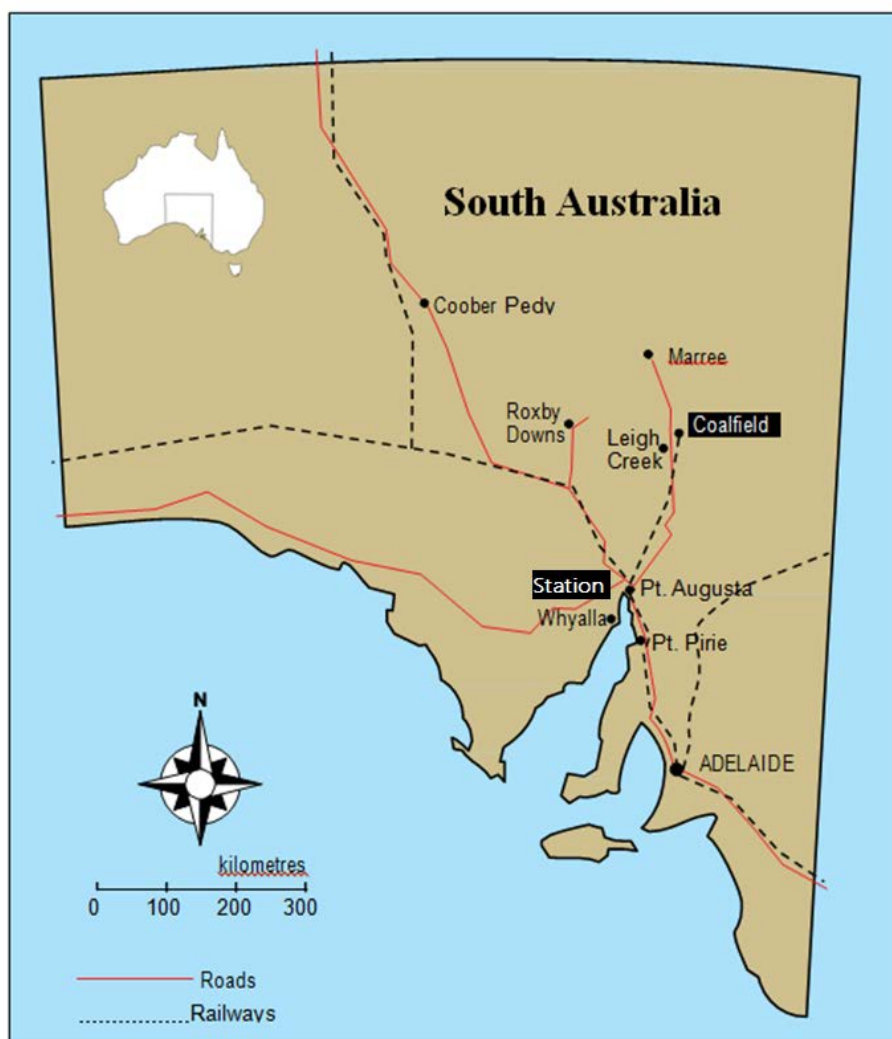 South Australia
Coober Pedy
Marree
Roxby
Downs
Coalfield
Leigh
Creek
Station
Pt. Augusta
Whyalla
Pt. Pirie
N
ADELAIDE
kilometres
0 100 200 300
Roads
Railways